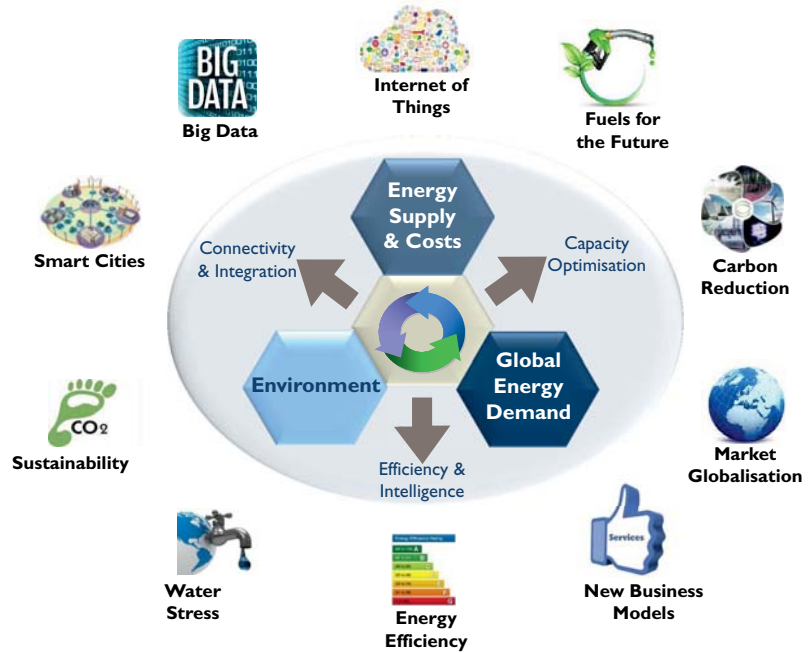 BIG
DATA
Big Data
Internet of
Things
Fuels for
the Future
Energy
Supply
& Costs
Connectivity
& Integration
Capacity
Optimisation
Smart Cities
Carbon
Reduction
Environment
Global
Energy
Demand
CO2
Sustainability
Market
Globalisation
Efficiency &
Intelligence
Services
Water
Stress
A
Energy
Efficiency
New Business
Models